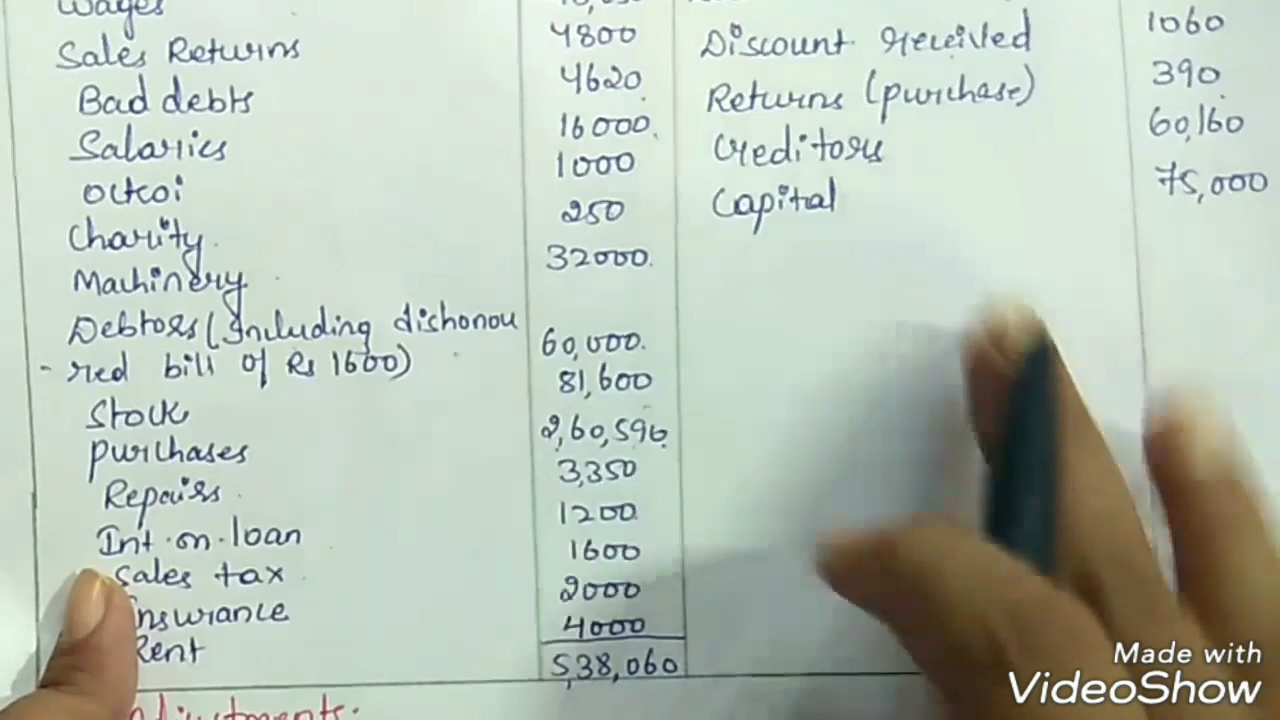 Wages
Sales Returns 4800 Discount received 1060
Bad debts 4620 Returns (purchase) 390
Salaries 16000 Creditors 60,160
Octroi 1000 Capital 75,000
Charity 250
Machinery 32000
Debtors (Including dishonou
-red bill of Rs 1600) 60,000
Stock 81,600
purchases 2,60,596
Repairs 3,350
Int. on. loan 1200
Sales tax 1600
Insurance 2000
Rent 4000
5,38,060
Adjustments.
Made with
VideoShow